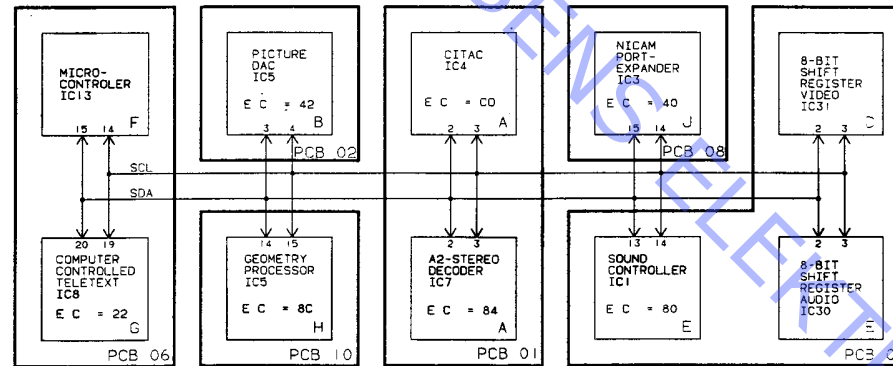 MICRO-
CONTROLER
IC13
F
15 14
PICTURE
DAC
IC5
E C = 42
B
3 4
PCB 02
CITAC
IC4
E C = C0
A
2 3
NICAM
PORT-
EXPANDER
IC3
E C = 40
J
15 14
PCB 08
8-BIT
SHIFT
REGISTER
VIDEO
IC31
C
2 3
SCL
SDA
20 19
COMPUTER
CONTROLLED
TELETEXT
IC8
E C = 22
G
PCB 06
14 15
GEOMETRY
PROCESSOR
IC5
E C = 8C
H
PCB 10
2 3
A2-STEREO
DECODER
IC7
E C = 84
A
PCB 01
13 14
SOUND
CONTROLLER
IC1
E C = 80
E
2 3
8-BIT
SHIFT
REGISTER
AUDIO
IC30
E
PCB 0
ENS ELEKT